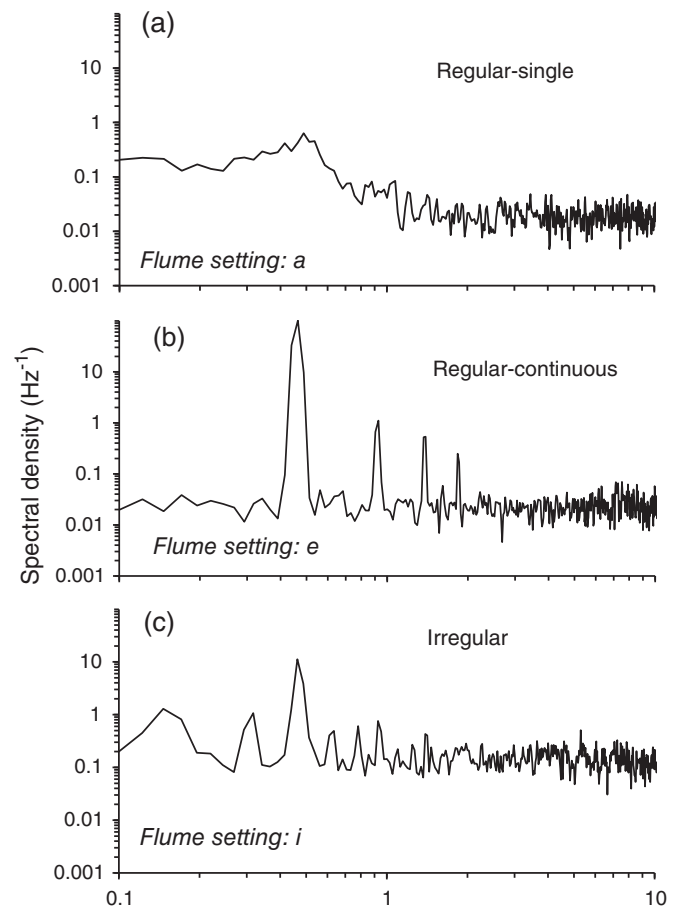 (a)
Regular-single
10
1
0.1
0.01
0.001
Flume setting: a
(b)
Regular-continuous
10
1
0.1
0.01
0.001
Flume setting: e
Spectral density (Hz⁻¹)
(c)
Irregular
10
1
0.1
0.01
0.001
Flume setting: i
0.1
1
10